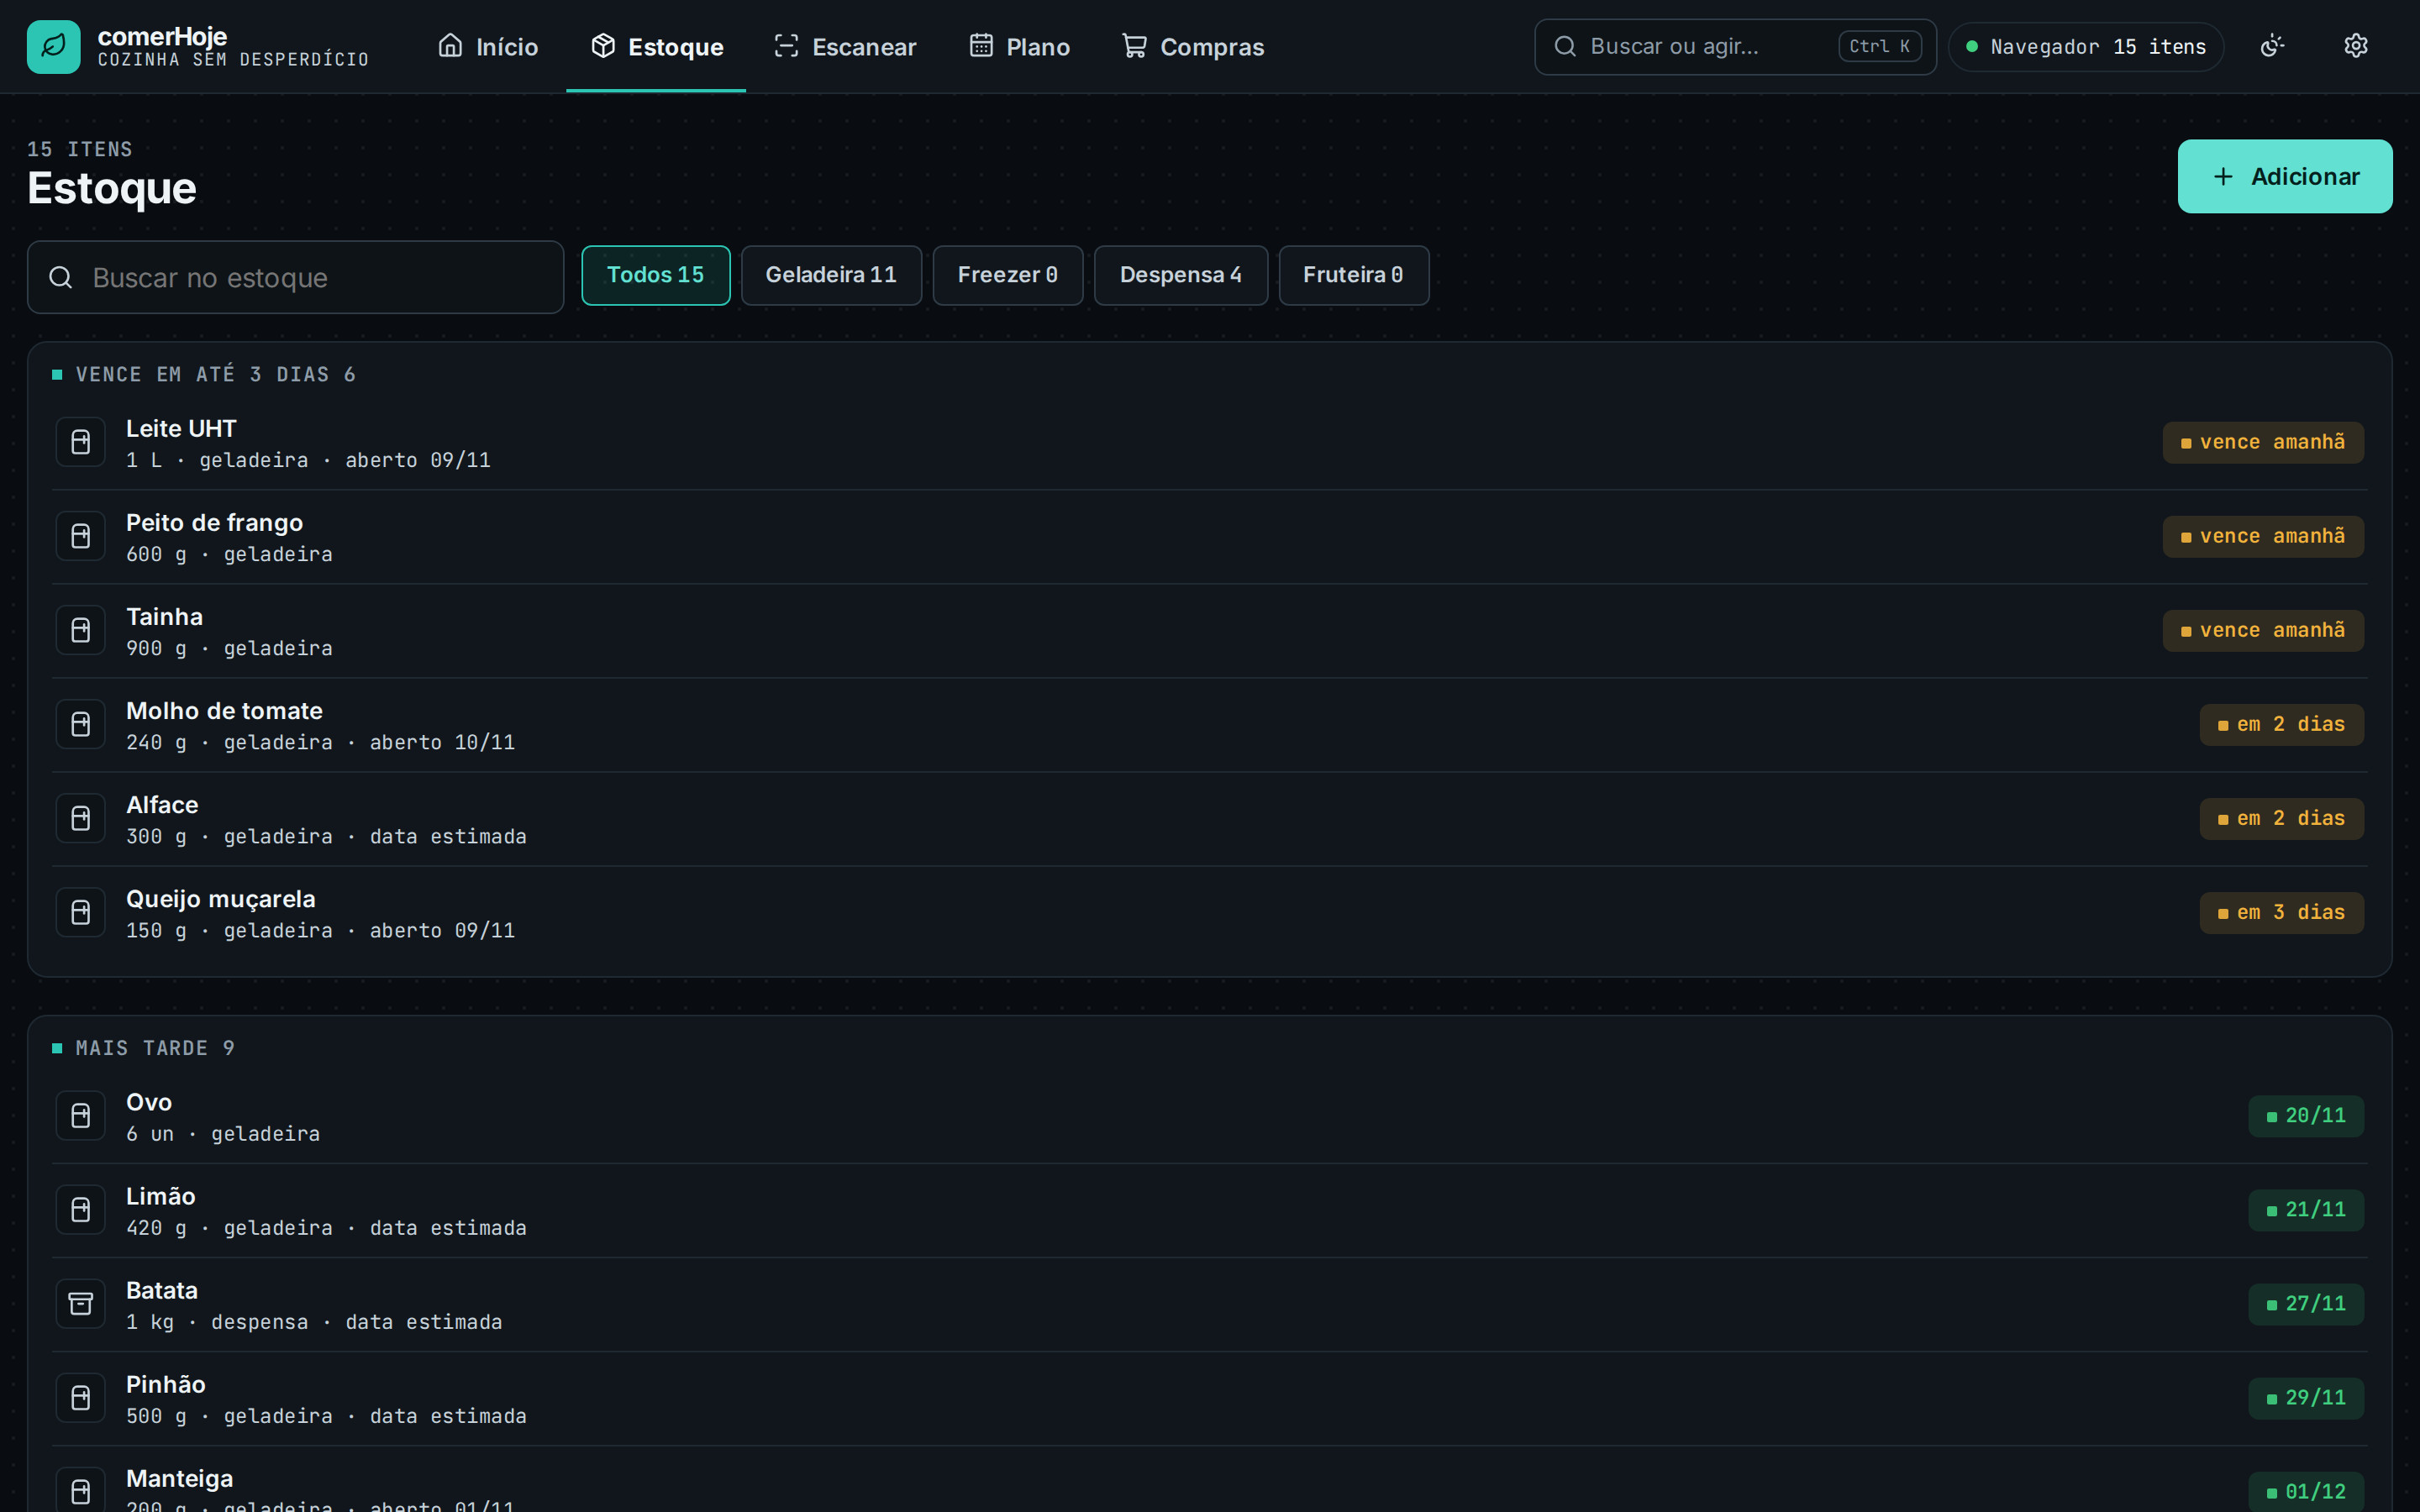 comerHoje
COZINHA SEM DESPERDÍCIO
Início
Estoque
Escanear
Plano
Compras
Buscar ou agir...
Ctrl K
Navegador 15 itens
15 ITENS
Estoque
Adicionar
Buscar no estoque
Todos 15
Geladeira 11
Freezer 0
Despensa 4
Fruteira 0
VENCE EM ATÉ 3 DIAS 6
Leite UHT
1 L · geladeira · aberto 09/11
vence amanhã
Peito de frango
600 g · geladeira
vence amanhã
Tainha
900 g · geladeira
vence amanhã
Molho de tomate
240 g · geladeira · aberto 10/11
em 2 dias
Alface
300 g · geladeira · data estimada
em 2 dias
Queijo muçarela
150 g · geladeira · aberto 09/11
em 3 dias
MAIS TARDE 9
Ovo
6 un · geladeira
20/11
Limão
420 g · geladeira · data estimada
21/11
Batata
1 kg · despensa · data estimada
27/11
Pinhão
500 g · geladeira · data estimada
29/11
Manteiga
200 g · geladeira · aberto 01/11
01/12